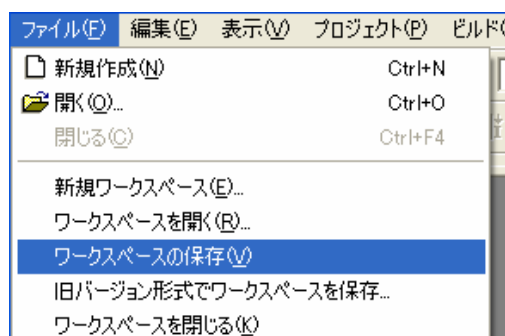 ファイル(F) 編集(E) 表示(V) プロジェクト(P) ビルド(
新規作成(N) Ctrl+N
開く(O)... Ctrl+O
閉じる(C) Ctrl+F4
新規ワークスペース(E)...
ワークスペースを開く(R)...
ワークスペースの保存(V)
旧バージョン形式でワークスペースを保存...
ワークスペースを閉じる(K)